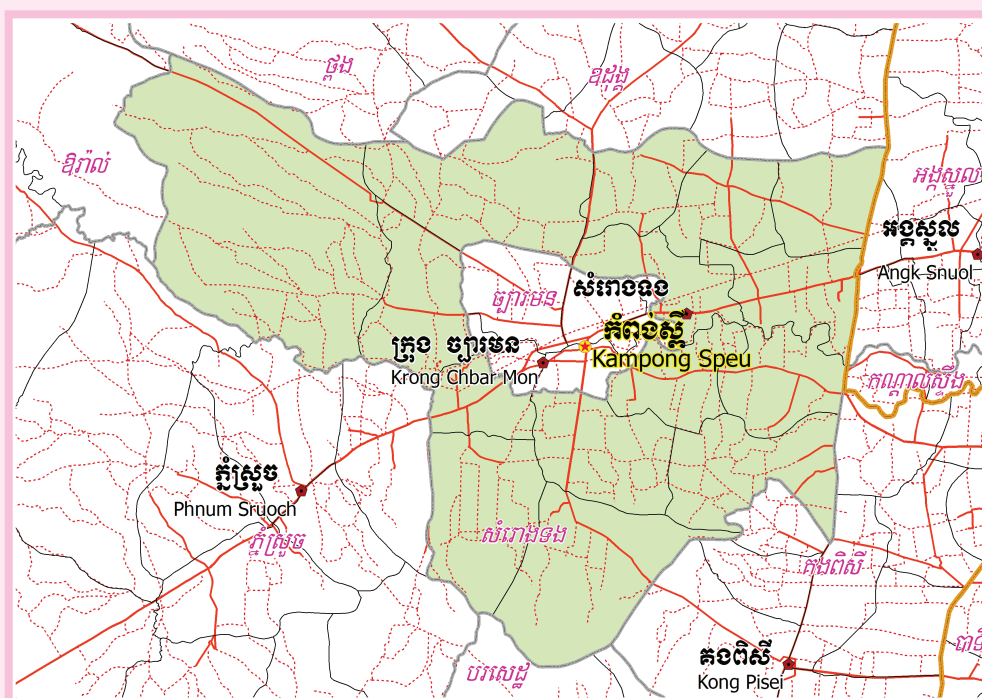 ថ្ពង
ឧដុង្គ
ឱរ៉ាល់
អង្គស្នួល
អង្គស្នួល
Angk Snuol
សំរោងទង
ច្បារមន
កំពង់ស្ពឺ
Kampong Speu
ក្រុង ច្បារមន
Krong Chbar Mon
កណ្តាលស្ទឹង
ភ្នំស្រួច
Phnum Sruoch
ភ្នំស្រួច
សំរោងទង
គងពិសី
គងពិសី
Kong Pisei
បរសេដ្ឋ